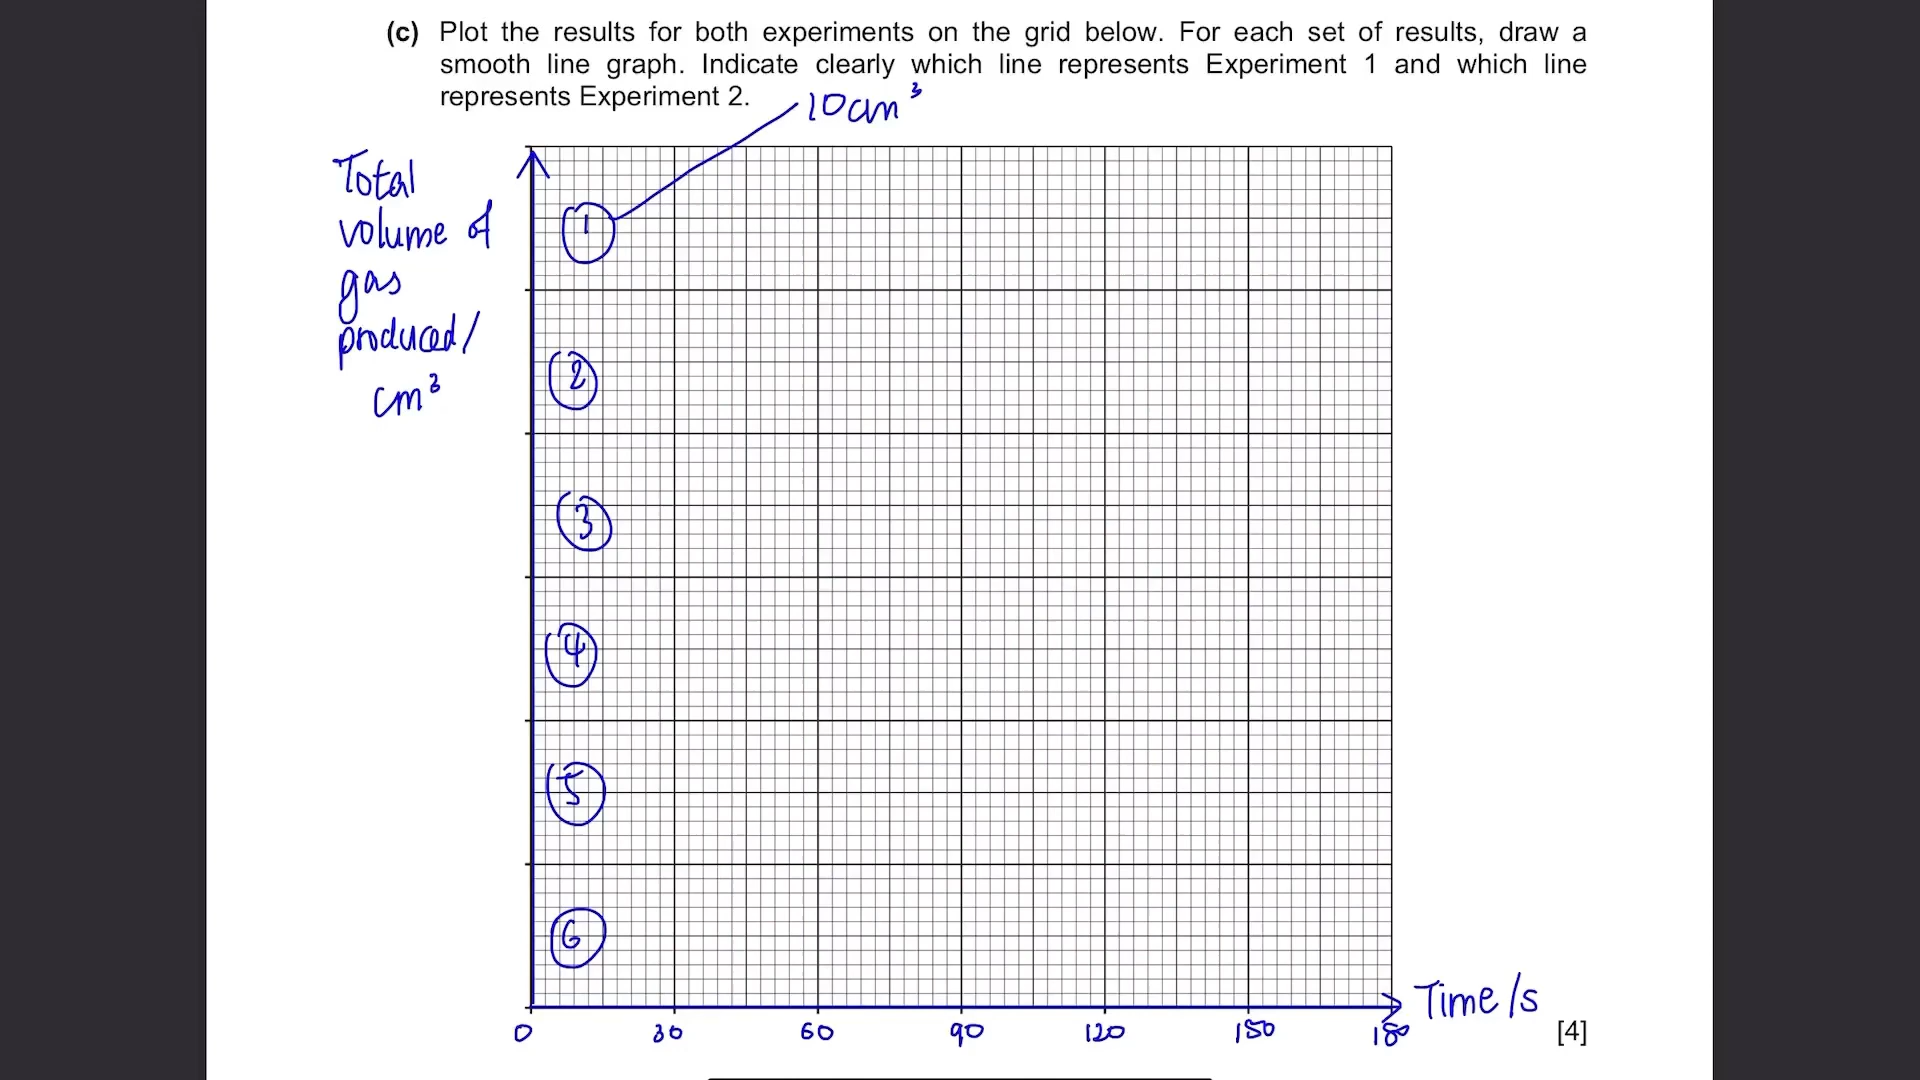 (c) Plot the results for both experiments on the grid below. For each set of results, draw a
smooth line graph. Indicate clearly which line represents Experiment 1 and which line
represents Experiment 2.
10cm³
Total
volume of
gas
produced/
cm³
1
2
3
4
5
6
Time/s
0 30 60 90 120 150 180
[4]